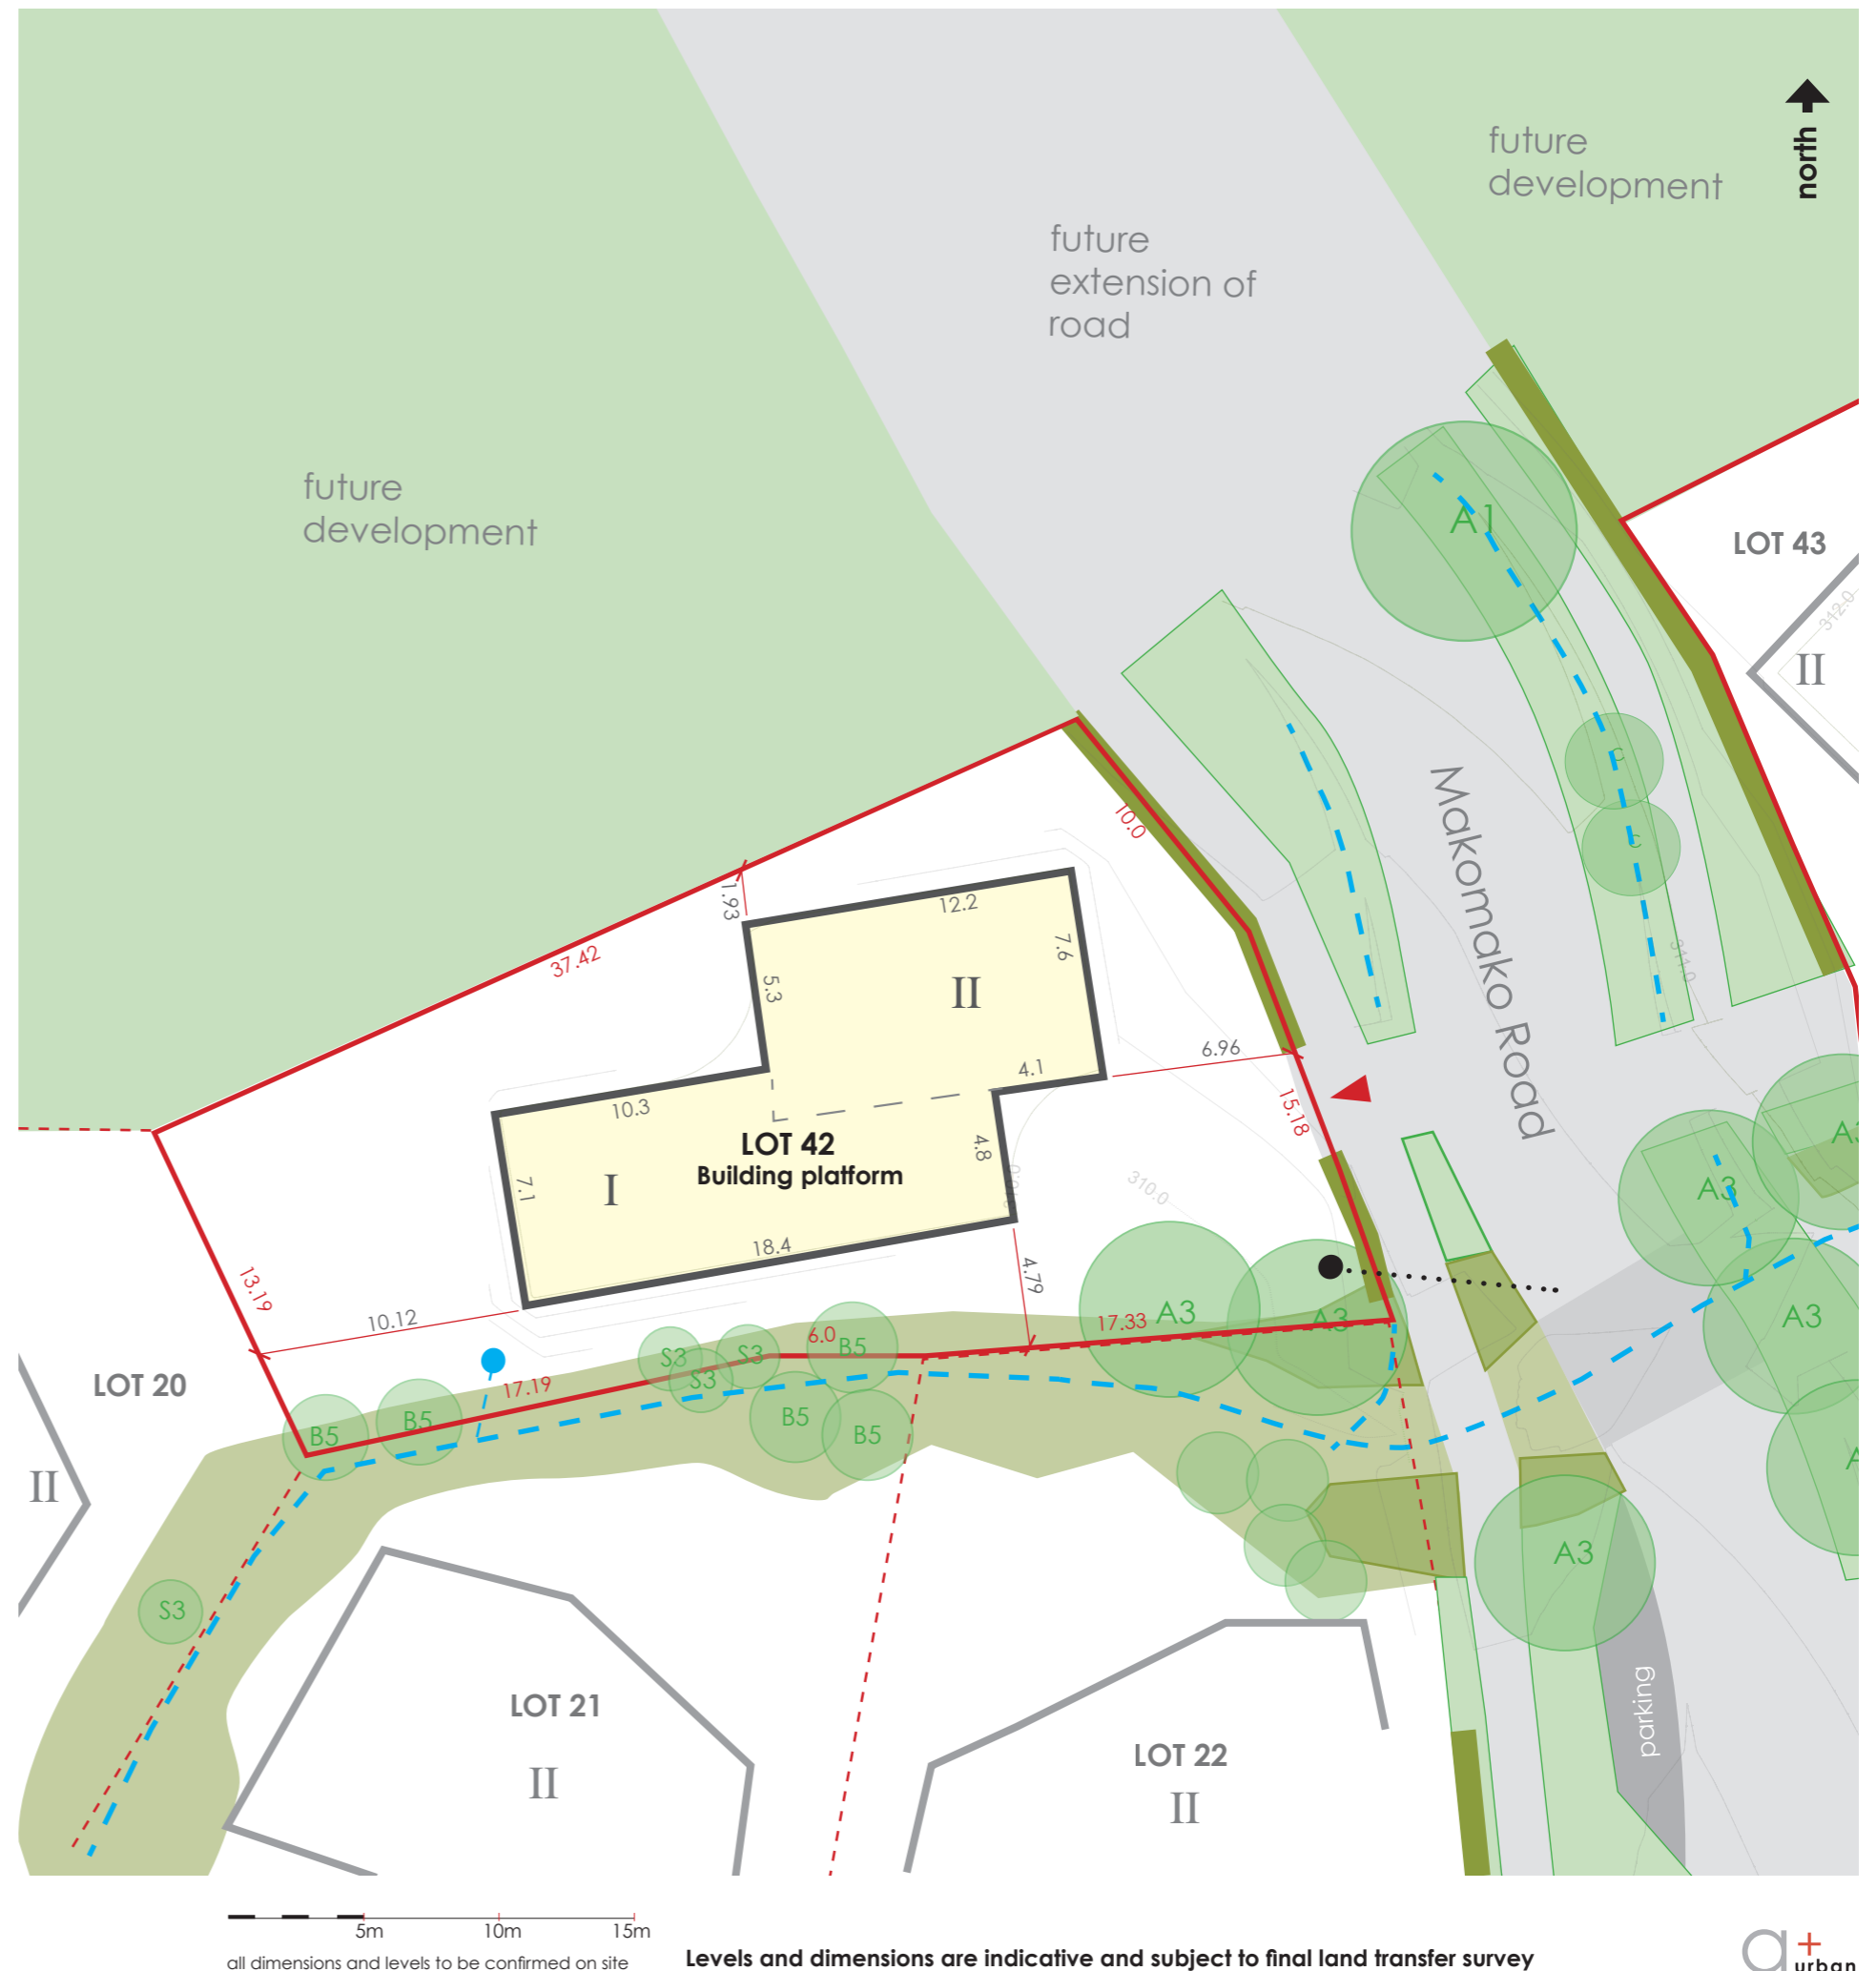 north
future
development
future
extension of
road
future
development
A1
LOT 43
312.0
II
C
C
10.0
Makomako Road
1.93
12.2
37.42
7.6
5.3
II
311.0
6.96
4.1
10.3
15.18
LOT 42
Building platform
4.8
7.1
I
310.0
A3
A3
18.4
4.79
13.19
10.12
6.0
17.33
A3
A3
A3
S3
S3
B5
S3
LOT 20
17.19
B5
B5
B5
B5
II
A3
S3
LOT 21
II
LOT 22
II
parking
5m
10m
15m
all dimensions and levels to be confirmed on site
Levels and dimensions are indicative and subject to final land transfer survey
a+
urban